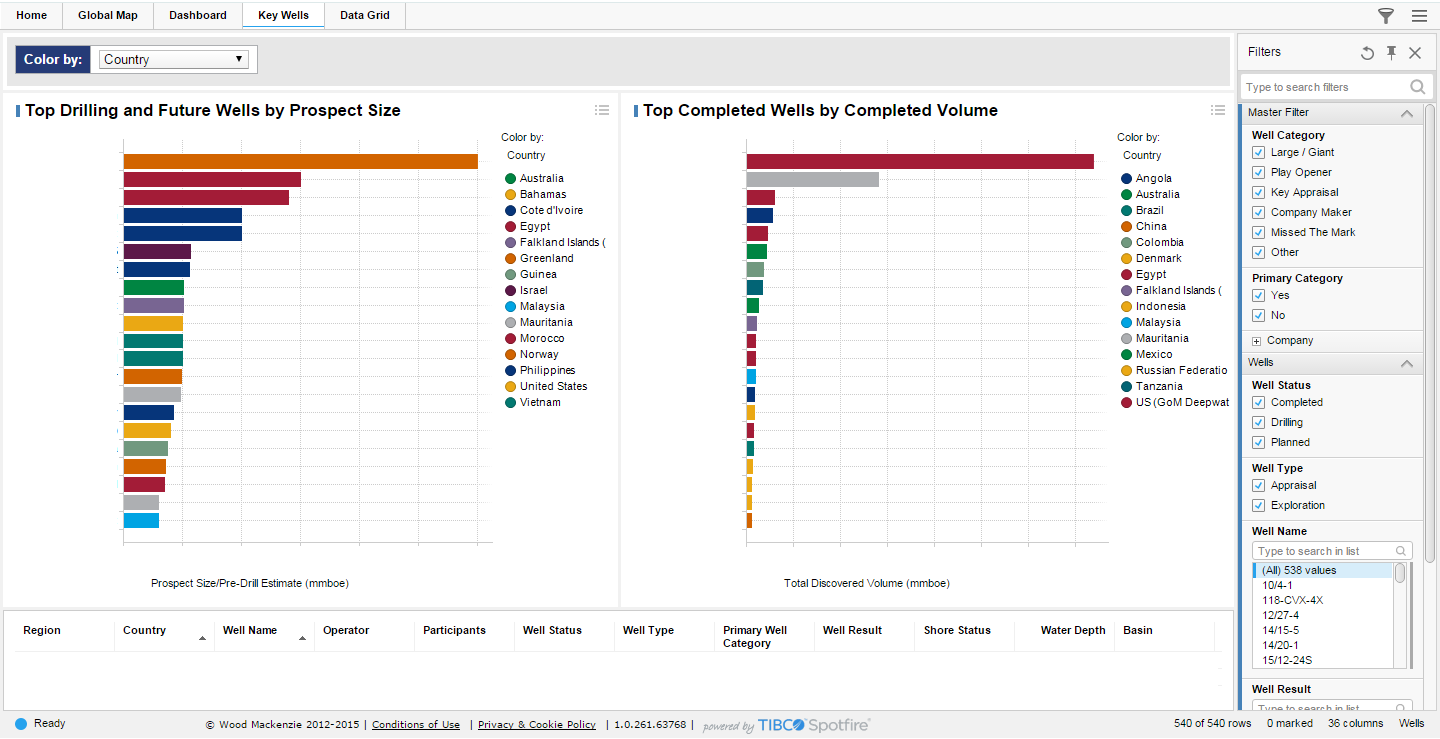 Home Global Map Dashboard Key Wells Data Grid
Color by: Country
Top Drilling and Future Wells by Prospect Size
Color by:
Country
Australia
Bahamas
Cote d'Ivoire
Egypt
Falkland Islands (
Greenland
Guinea
Israel
Malaysia
Mauritania
Morocco
Norway
Philippines
United States
Vietnam
Prospect Size/Pre-Drill Estimate (mmboe)
Top Completed Wells by Completed Volume
Color by:
Country
Angola
Australia
Brazil
China
Colombia
Denmark
Egypt
Falkland Islands (
Indonesia
Malaysia
Mauritania
Mexico
Russian Federatio
Tanzania
US (GoM Deepwat
Total Discovered Volume (mmboe)
Filters
Type to search filters
Master Filter
Well Category
Large / Giant
Play Opener
Key Appraisal
Company Maker
Missed The Mark
Other
Primary Category
Yes
No
Company
Wells
Well Status
Completed
Drilling
Planned
Well Type
Appraisal
Exploration
Well Name
Type to search in list
(All) 538 values
10/4-1
118-CVX-4X
12/27-4
14/15-5
14/20-1
15/12-24S
Well Result
Type to search in list
Region Country Well Name Operator Participants Well Status Well Type Primary Well Category Well Result Shore Status Water Depth Basin
Ready © Wood Mackenzie 2012-2015 | Conditions of Use | Privacy & Cookie Policy | 1.0.261.63768 | powered by TIBCO Spotfire® 540 of 540 rows 0 marked 36 columns Wells